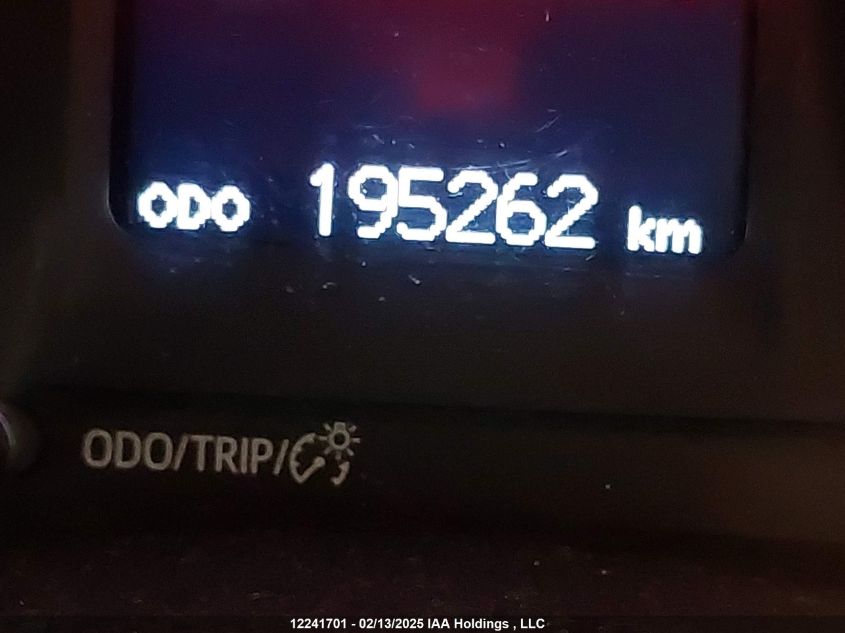 ODO 195262 km
ODO/TRIP/
12241701 - 02/13/2025 IAA Holdings , LLC